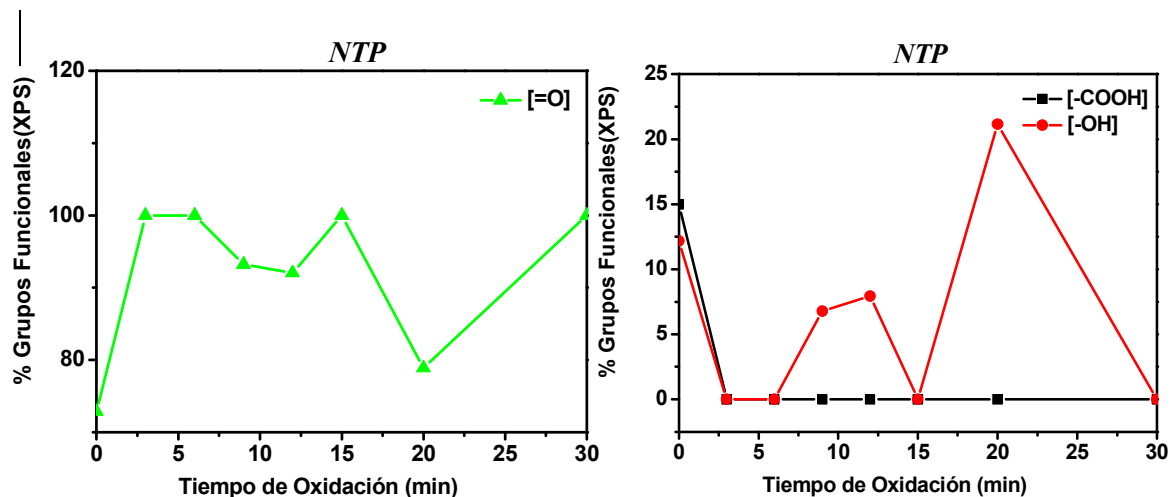 NTP
120
100
80
0 5 10 15 20 25 30
[=O]
% Grupos Funcionales(XPS)
Tiempo de Oxidación (min)
NTP
25
20
15
10
5
0
0 5 10 15 20 25 30
[-COOH]
[-OH]
% Grupos Funcionales(XPS)
Tiempo de Oxidación (min)